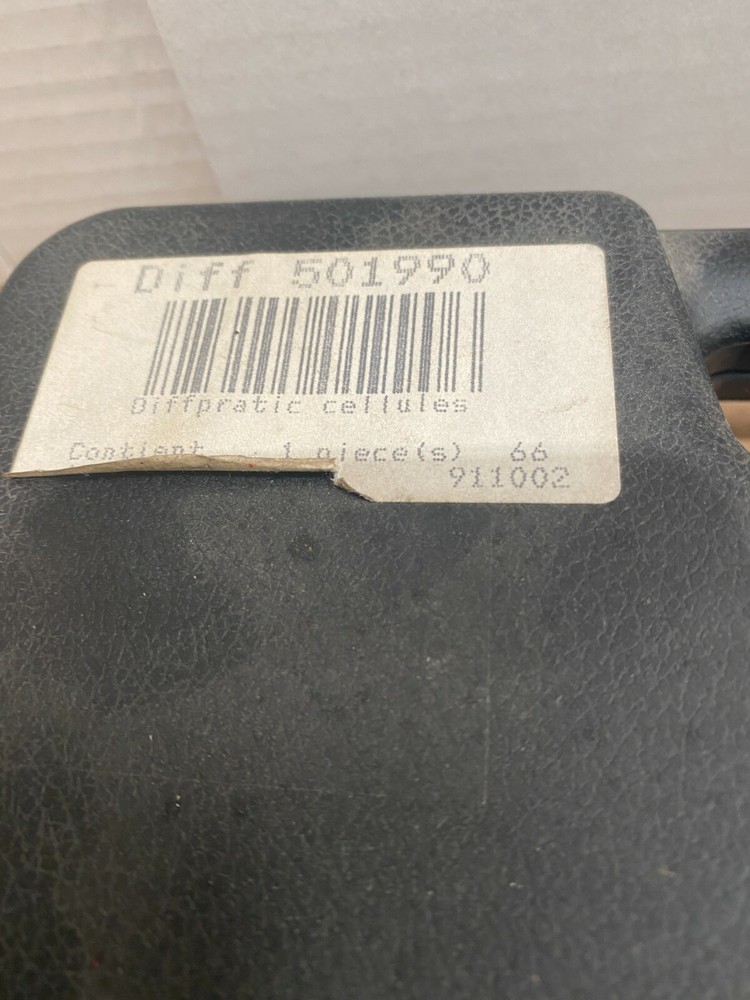 Diff 501990
Diffpratic cellules
Contient 1 piece(s) 66
911002